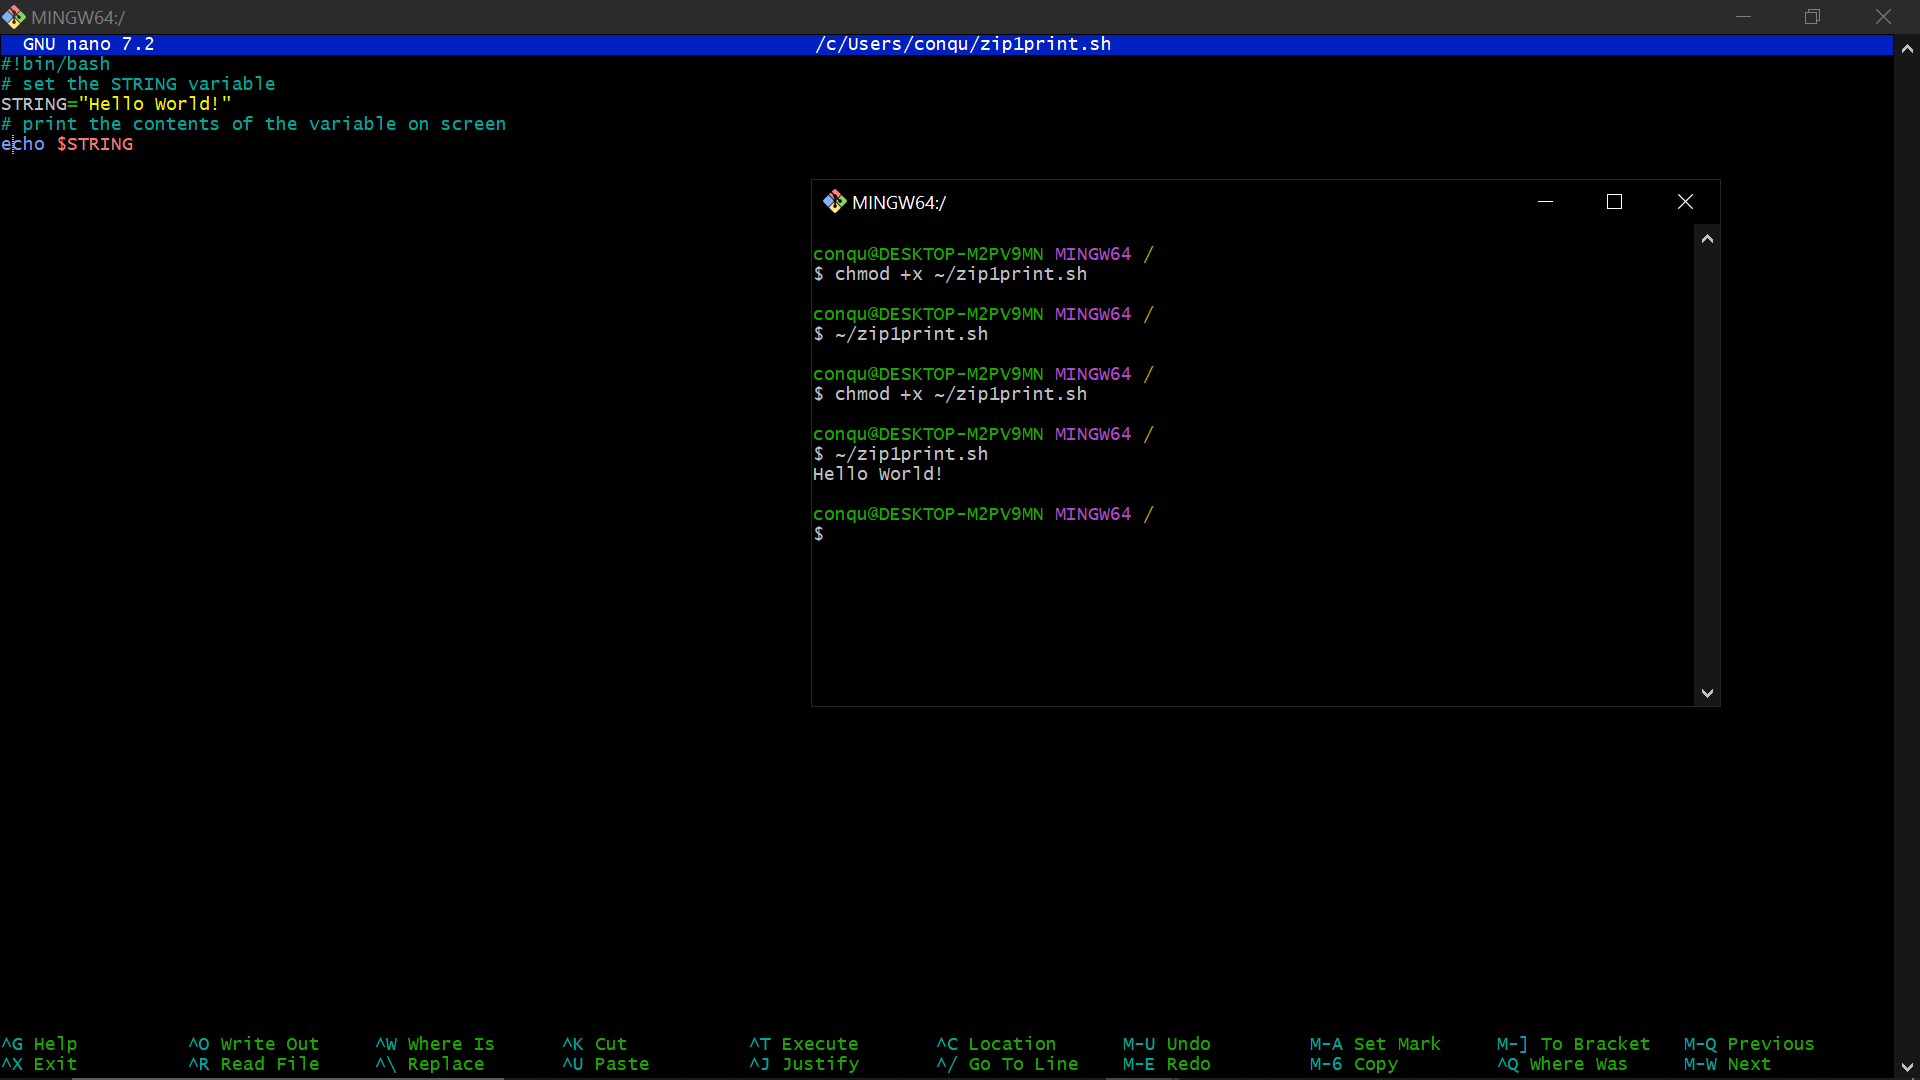 MINGW64:/
GNU nano 7.2 /c/Users/conqu/zip1print.sh
#!bin/bash
# set the STRING variable
STRING="Hello World!"
# print the contents of the variable on screen
echo $STRING
MINGW64:/
conqu@DESKTOP-M2PV9MN MINGW64 /
$ chmod +x ~/zip1print.sh
conqu@DESKTOP-M2PV9MN MINGW64 /
$ ~/zip1print.sh
conqu@DESKTOP-M2PV9MN MINGW64 /
$ chmod +x ~/zip1print.sh
conqu@DESKTOP-M2PV9MN MINGW64 /
$ ~/zip1print.sh
Hello World!
conqu@DESKTOP-M2PV9MN MINGW64 /
$
^G Help ^O Write Out ^W Where Is ^K Cut ^T Execute ^C Location M-U Undo M-A Set Mark M-] To Bracket M-Q Previous
^X Exit ^R Read File ^\ Replace ^U Paste ^J Justify ^/ Go To Line M-E Redo M-6 Copy ^Q Where Was M-W Next